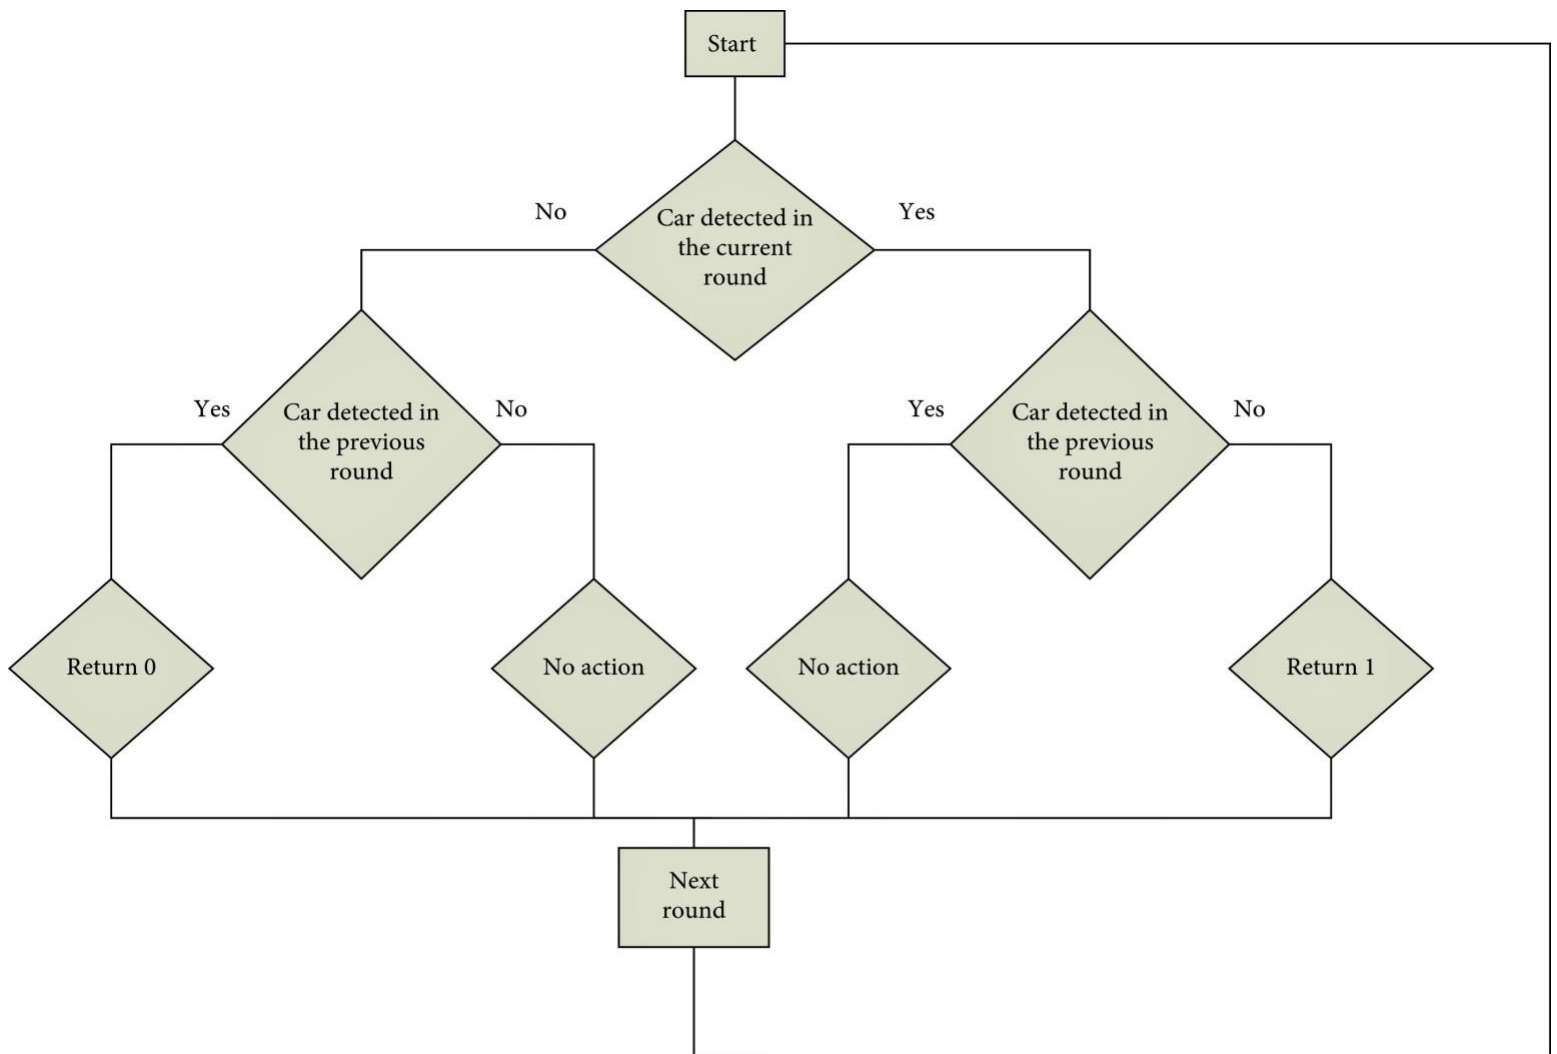 Start
No
Yes
Car detected in
the current
round
Yes
Car detected in
the previous
round
No
Yes
Car detected in
the previous
round
No
Return 0
No action
No action
Return 1
Next
round